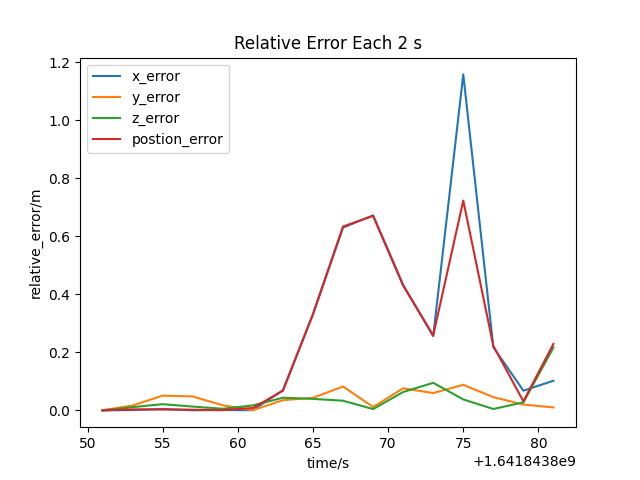 Relative Error Each 2 s
x_error
y_error
z_error
postion_error
relative_error/m
1.2
1.0
0.8
0.6
0.4
0.2
0.0
50 55 60 65 70 75 80
time/s
+1.6418438e9